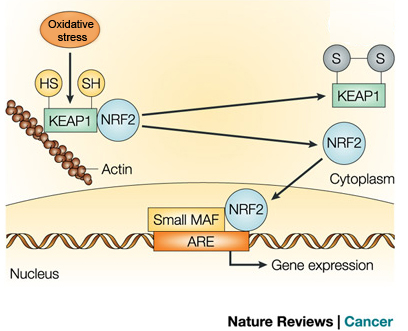 Oxidative
stress
HS
SH
S
S
KEAP1
NRF2
KEAP1
Actin
NRF2
Cytoplasm
Small MAF
NRF2
ARE
Nucleus
Gene expression
Nature Reviews | Cancer